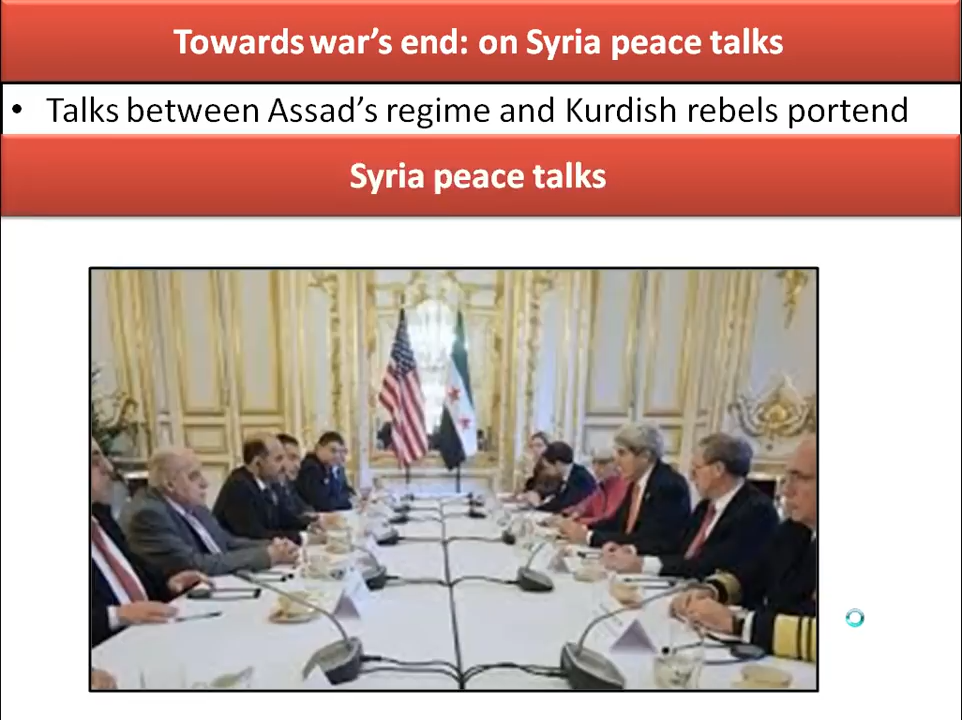 Towards war's end: on Syria peace talks
• Talks between Assad's regime and Kurdish rebels portend
Syria peace talks